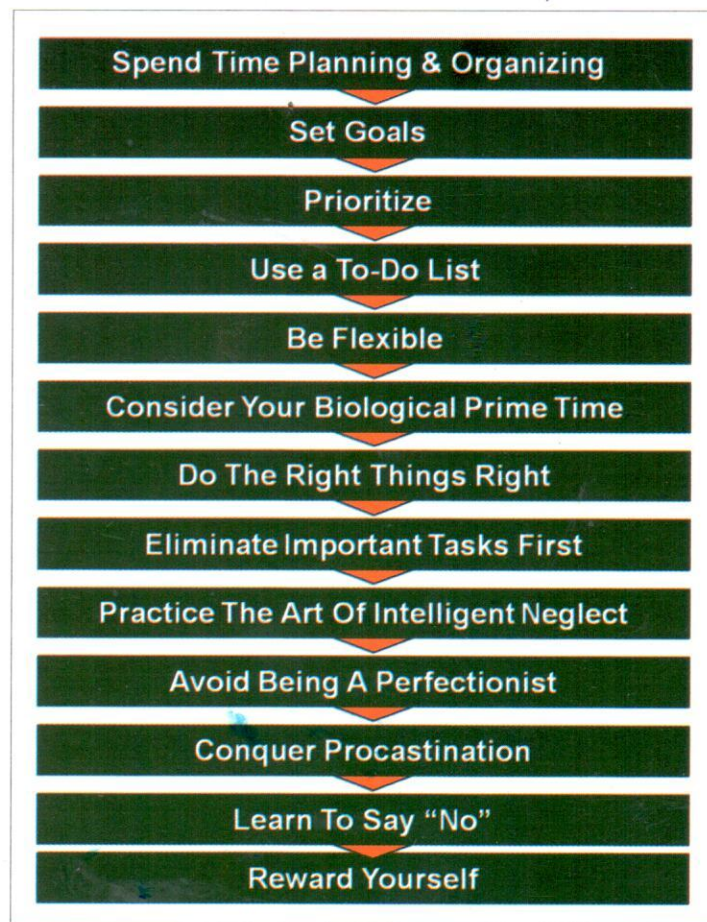 Spend Time Planning & Organizing
Set Goals
Prioritize
Use a To-Do List
Be Flexible
Consider Your Biological Prime Time
Do The Right Things Right
Eliminate Important Tasks First
Practice The Art Of Intelligent Neglect
Avoid Being A Perfectionist
Conquer Procastination
Learn To Say “No”
Reward Yourself